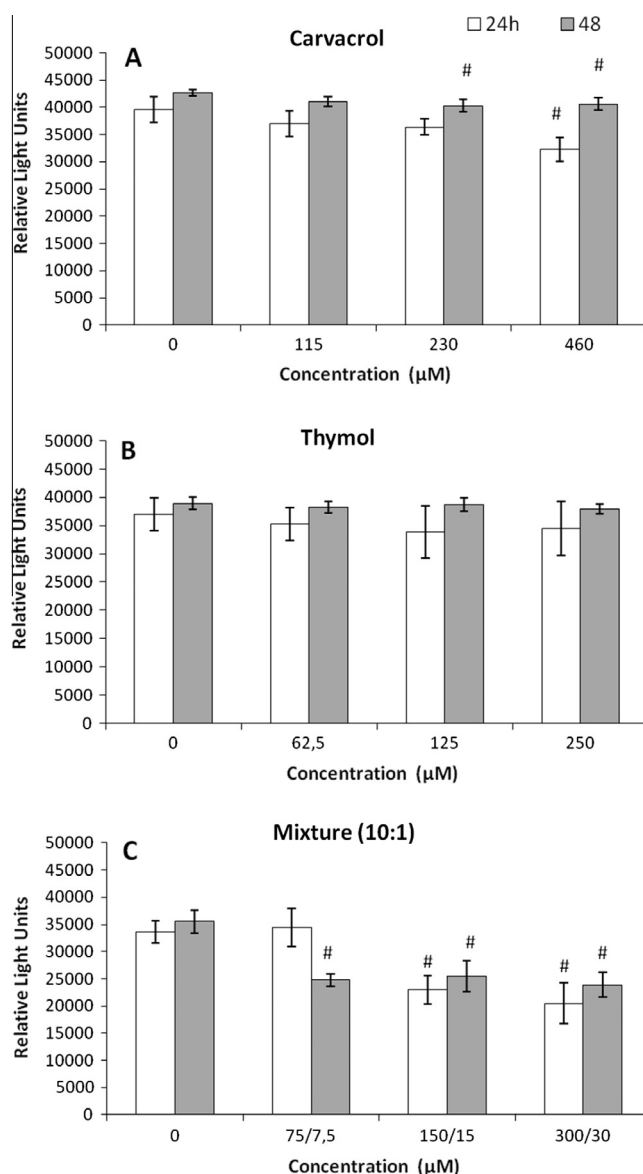 24h 48
A Carvacrol
50000
45000
40000
35000
30000
25000
20000
15000
10000
5000
0
Relative Light Units
# # #
0 115 230 460
Concentration (µM)
B Thymol
50000
45000
40000
35000
30000
25000
20000
15000
10000
5000
0
Relative Light Units
0 62,5 125 250
Concentration (µM)
C Mixture (10:1)
50000
45000
40000
35000
30000
25000
20000
15000
10000
5000
0
Relative Light Units
# # # # #
0 75/7,5 150/15 300/30
Concentration (µM)